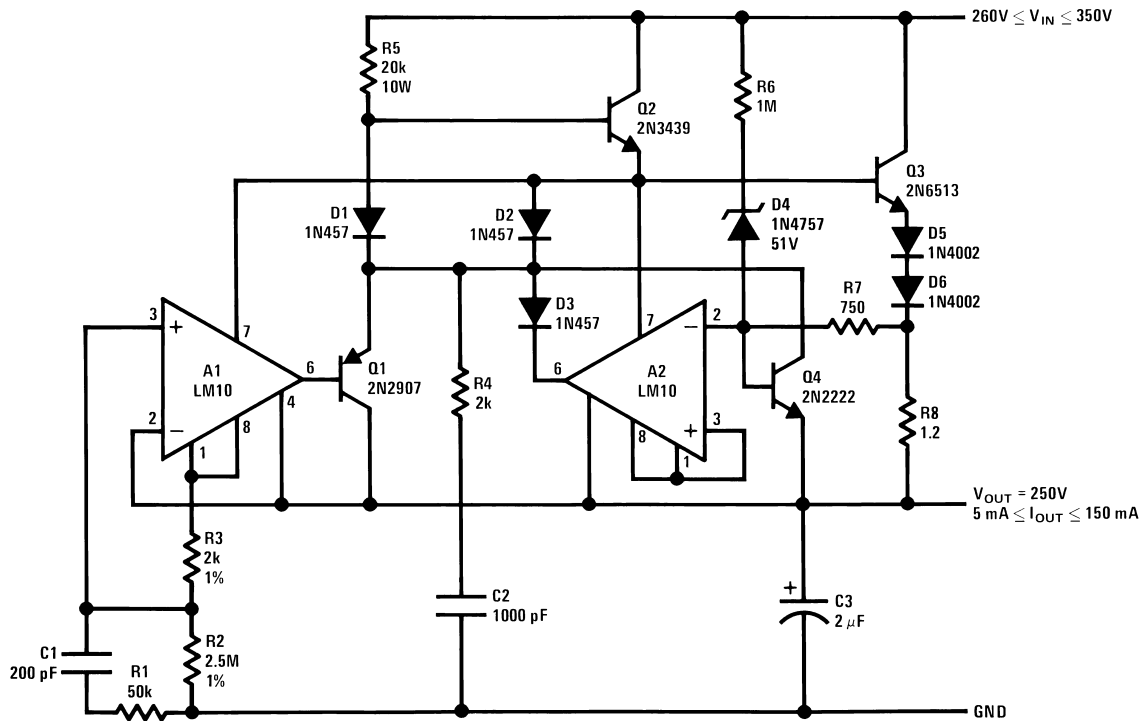 260V ≤ VIN ≤ 350V
R5
20k
10W
Q2
2N3439
R6
1M
Q3
2N6513
D1
1N457
D2
1N457
D4
1N4757
51V
D5
1N4002
D6
1N4002
R7
750
3
+
7
A1
LM10
6
4
2
−
8
1
Q1
2N2907
R4
2k
D3
1N457
7
−
2
6
A2
LM10
+
3
8
1
Q4
2N2222
R8
1.2
VOUT = 250V
5 mA ≤ IOUT ≤ 150 mA
R3
2k
1%
C2
1000 pF
+
C3
2 μF
C1
200 pF
R2
2.5M
1%
R1
50k
GND